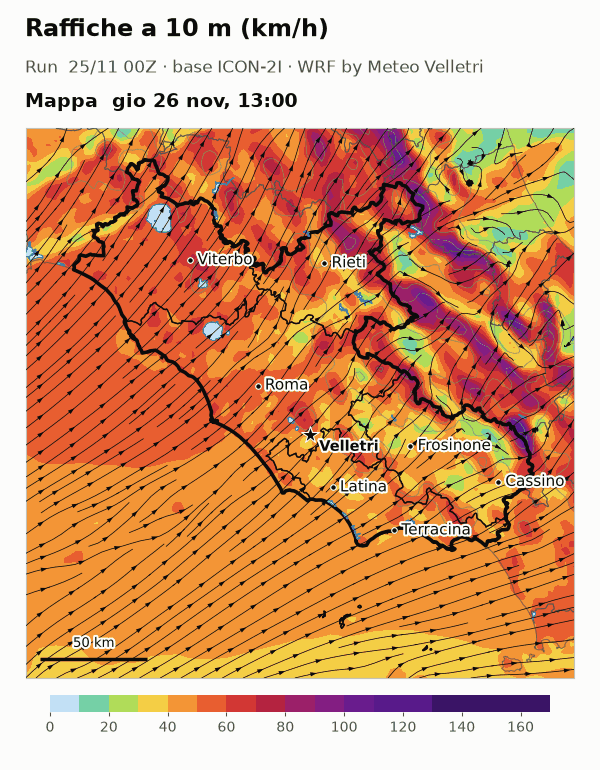 Raffiche a 10 m (km/h)
Run  25/11 00Z · base ICON-2I · WRF by Meteo Velletri
Mappa  gio 26 nov, 13:00
Viterbo
Rieti
Roma
Velletri
Frosinone
Cassino
Latina
Terracina
50 km
0 20 40 60 80 100 120 140 160